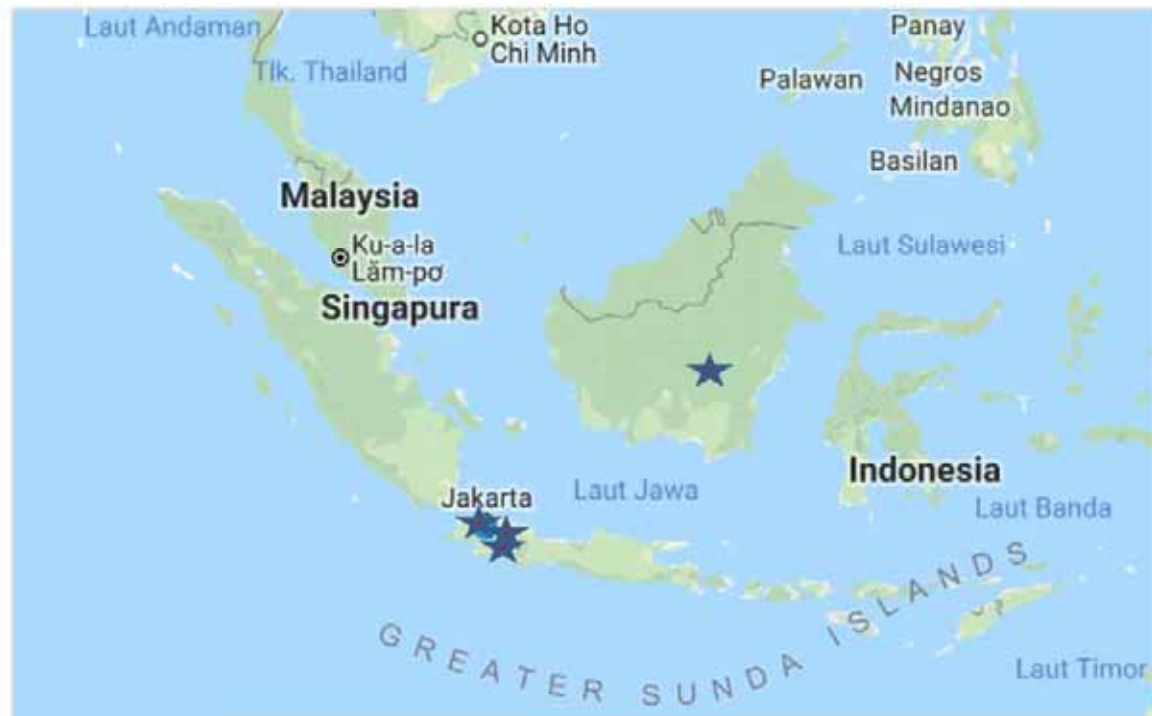 Laut Andaman
Kota Ho
Chi Minh
Panay
Tlk. Thailand
Palawan
Negros
Mindanao
Basilan
Malaysia
Ku-a-la
Lăm-pơ
Laut Sulawesi
Singapura
Indonesia
Jakarta
Laut Jawa
Laut Banda
GREATER SUNDA ISLANDS
Laut Timor